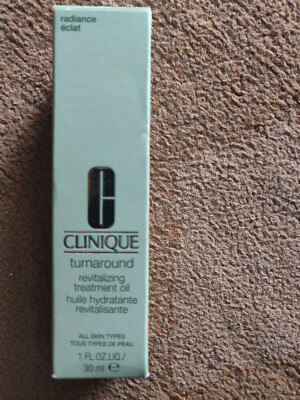 radiance
éclat
C
CLINIQUE
turnaround
revitalizing
treatment oil
huile hydratante
revitalisante
ALL SKIN TYPES
TOUS TYPES DE PEAU
1 FL.OZ.LIQ./
30 ml ℮